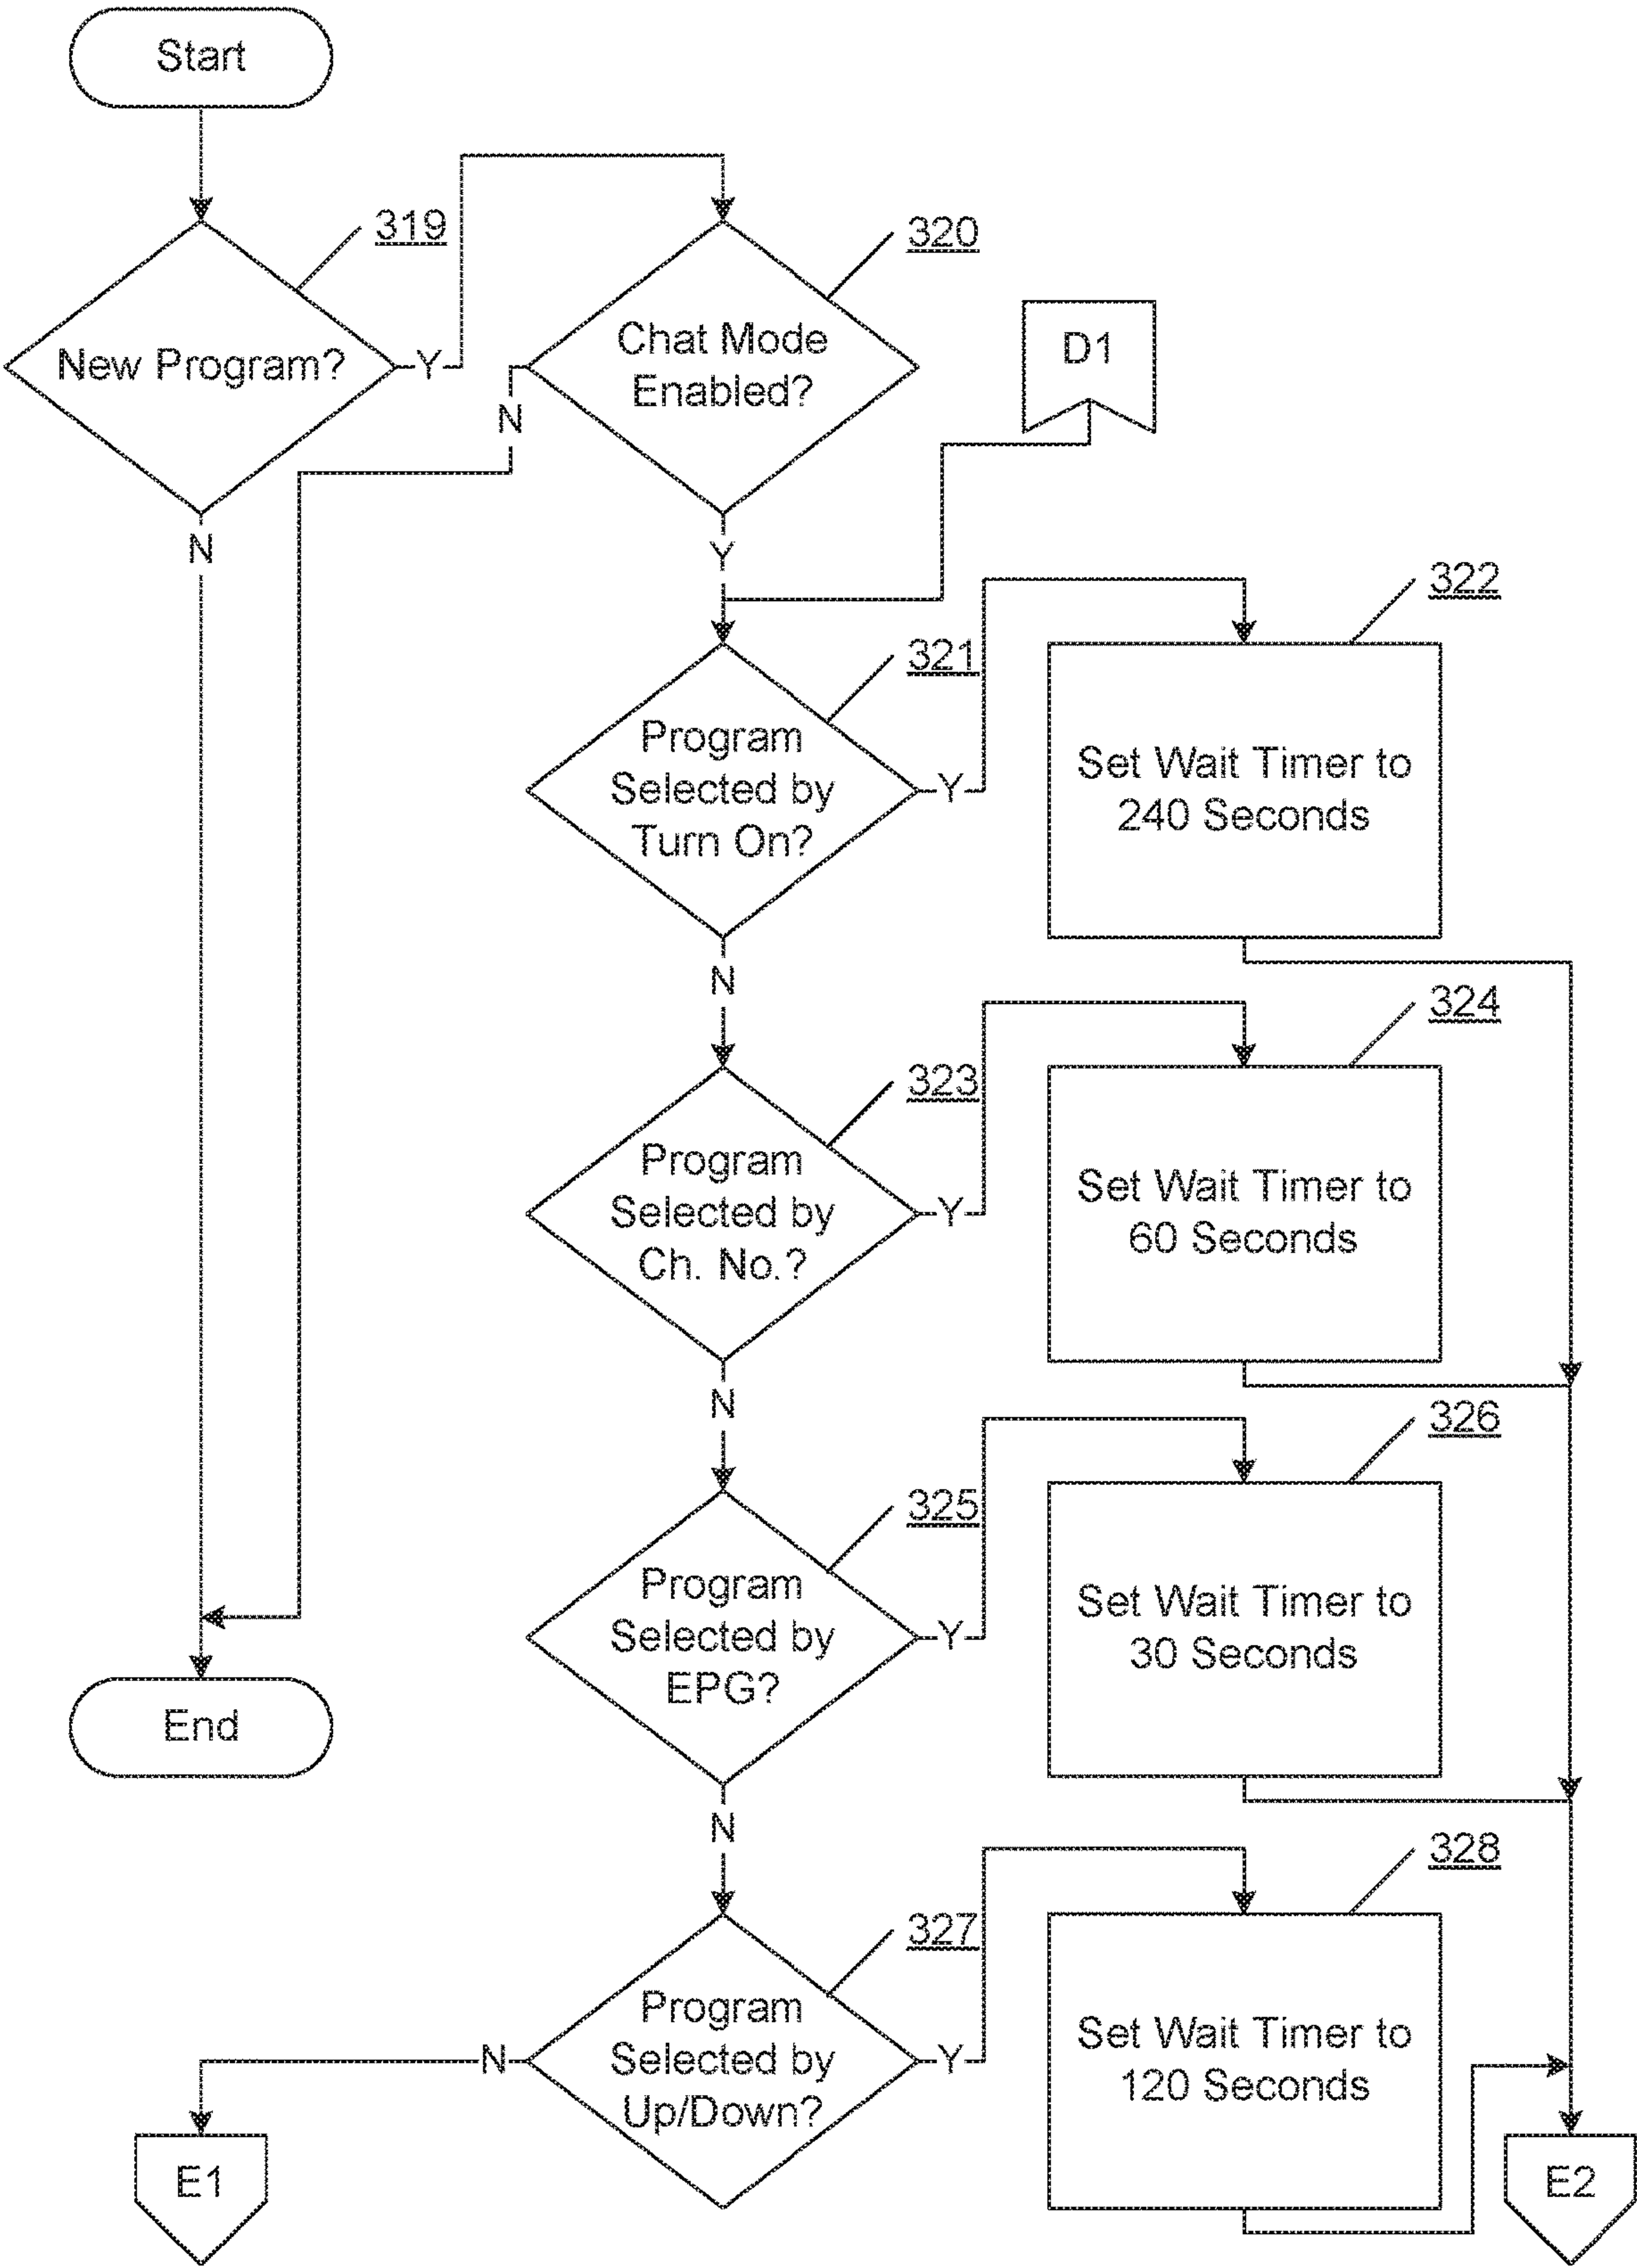 Start
319
New Program?
Y
N
320
Chat Mode
Enabled?
N
Y
D1
321
Program
Selected by
Turn On?
Y
N
322
Set Wait Timer to
240 Seconds
323
Program
Selected by
Ch. No.?
Y
N
324
Set Wait Timer to
60 Seconds
325
Program
Selected by
EPG?
Y
N
326
Set Wait Timer to
30 Seconds
End
327
Program
Selected by
Up/Down?
N
Y
328
Set Wait Timer to
120 Seconds
E1
E2